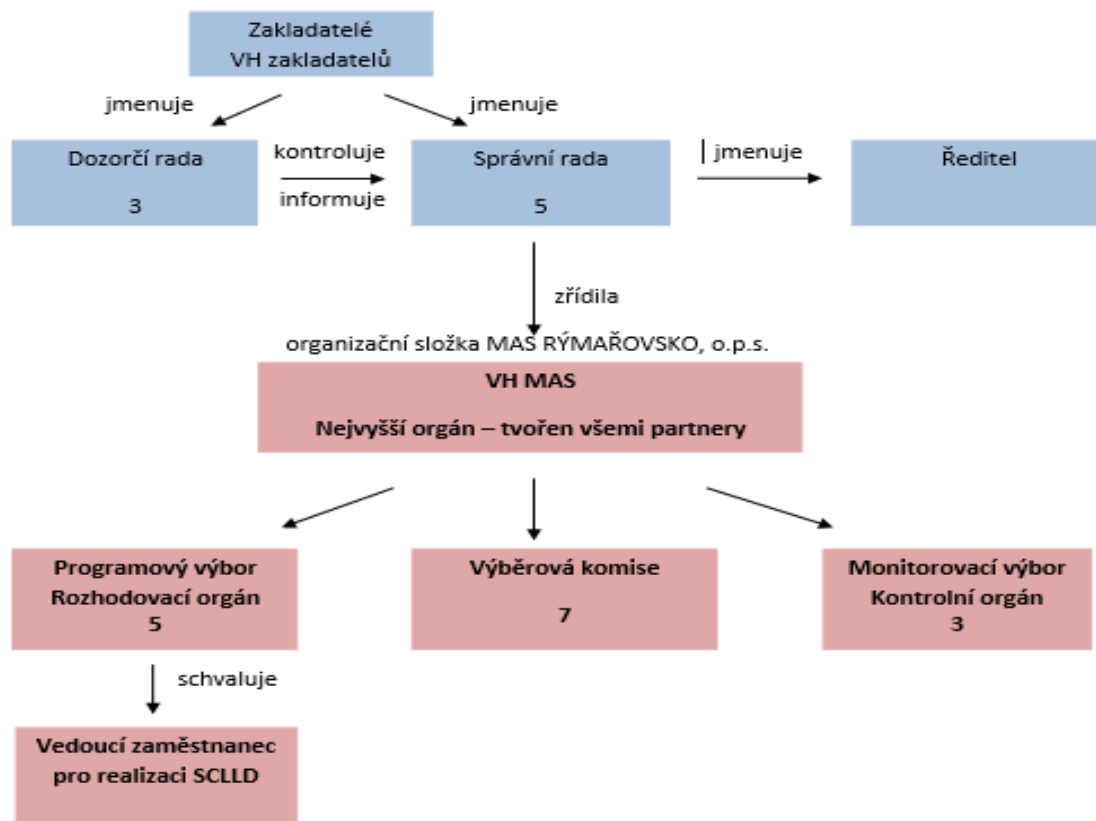 Zakladatelé
VH zakladatelů
jmenuje
jmenuje
Dozorčí rada
3
kontroluje
informuje
Správní rada
5
jmenuje
Ředitel
zřídila
organizační složka MAS RÝMAŘOVSKO, o.p.s.
VH MAS
Nejvyšší orgán – tvořen všemi partnery
Programový výbor
Rozhodovací orgán
5
Výběrová komise
7
Monitorovací výbor
Kontrolní orgán
3
schvaluje
Vedoucí zaměstnanec
pro realizaci SCLLD